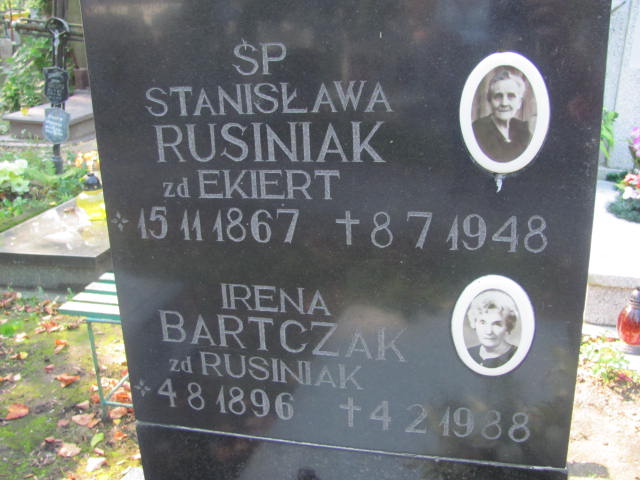 ŚP
STANISŁAWA
RUSINIAK
zd EKIERT
15 11 1867 † 8 7 1948
IRENA
BARTCZAK
zd RUSINIAK
4 8 1896 † 4 2 1988